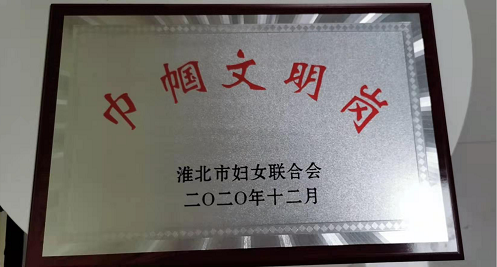 巾帼文明岗
淮北市妇女联合会
二〇二〇年十二月